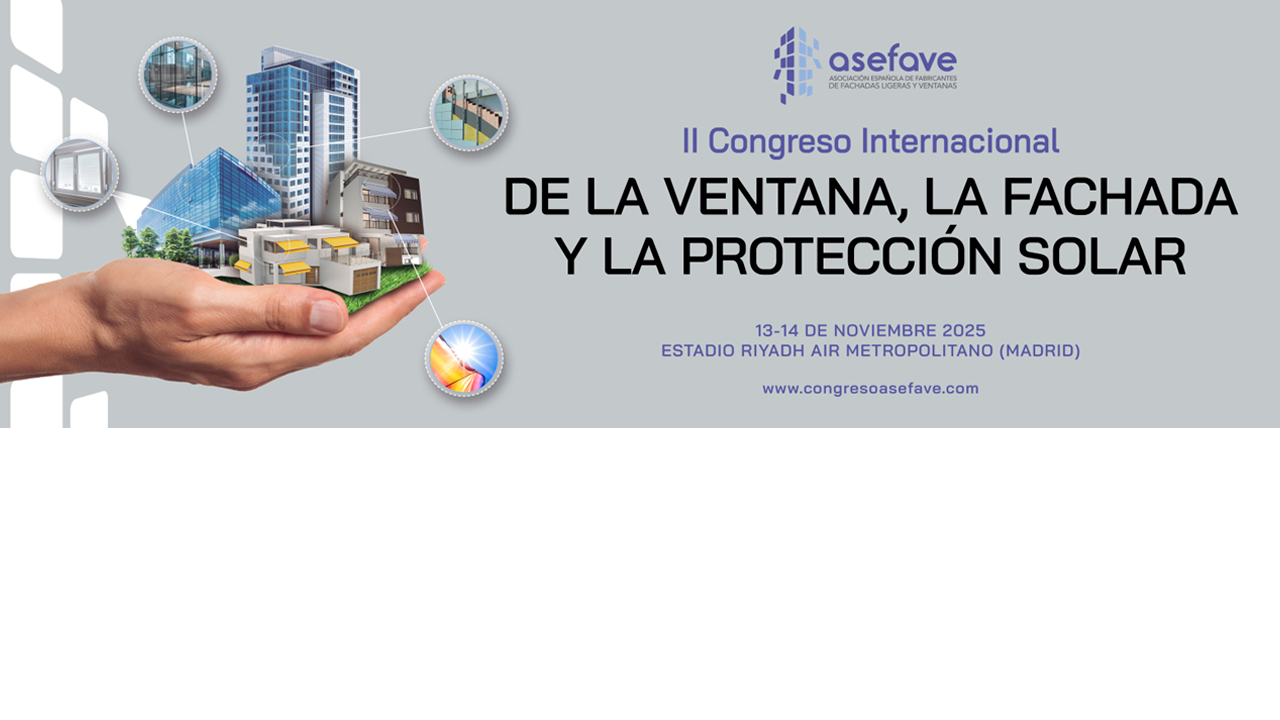 asefave
ASOCIACIÓN ESPAÑOLA DE FABRICANTES
DE FACHADAS LIGERAS Y VENTANAS
II Congreso Internacional
DE LA VENTANA, LA FACHADA
Y LA PROTECCIÓN SOLAR
13-14 DE NOVIEMBRE 2025
ESTADIO RIYADH AIR METROPOLITANO (MADRID)
www.congresoasefave.com